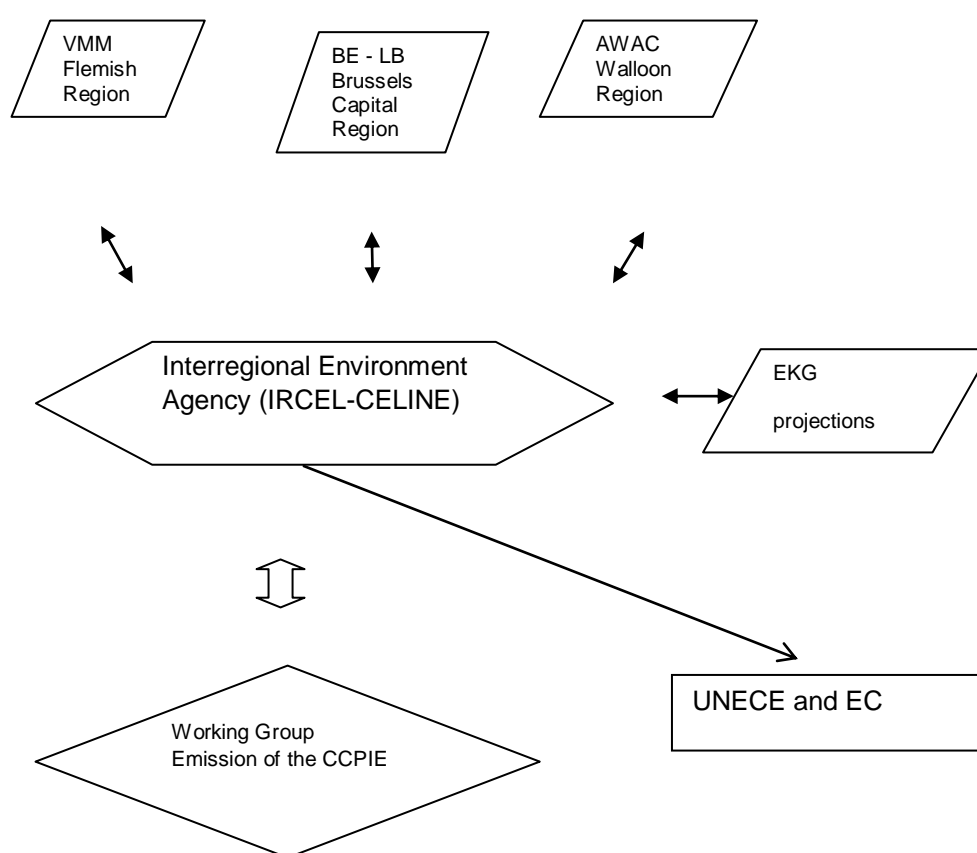 VMM
Flemish
Region
BE - LB
Brussels
Capital
Region
AWAC
Walloon
Region
Interregional Environment
Agency (IRCEL-CELINE)
EKG
projections
Working Group
Emission of the CCPIE
UNECE and EC